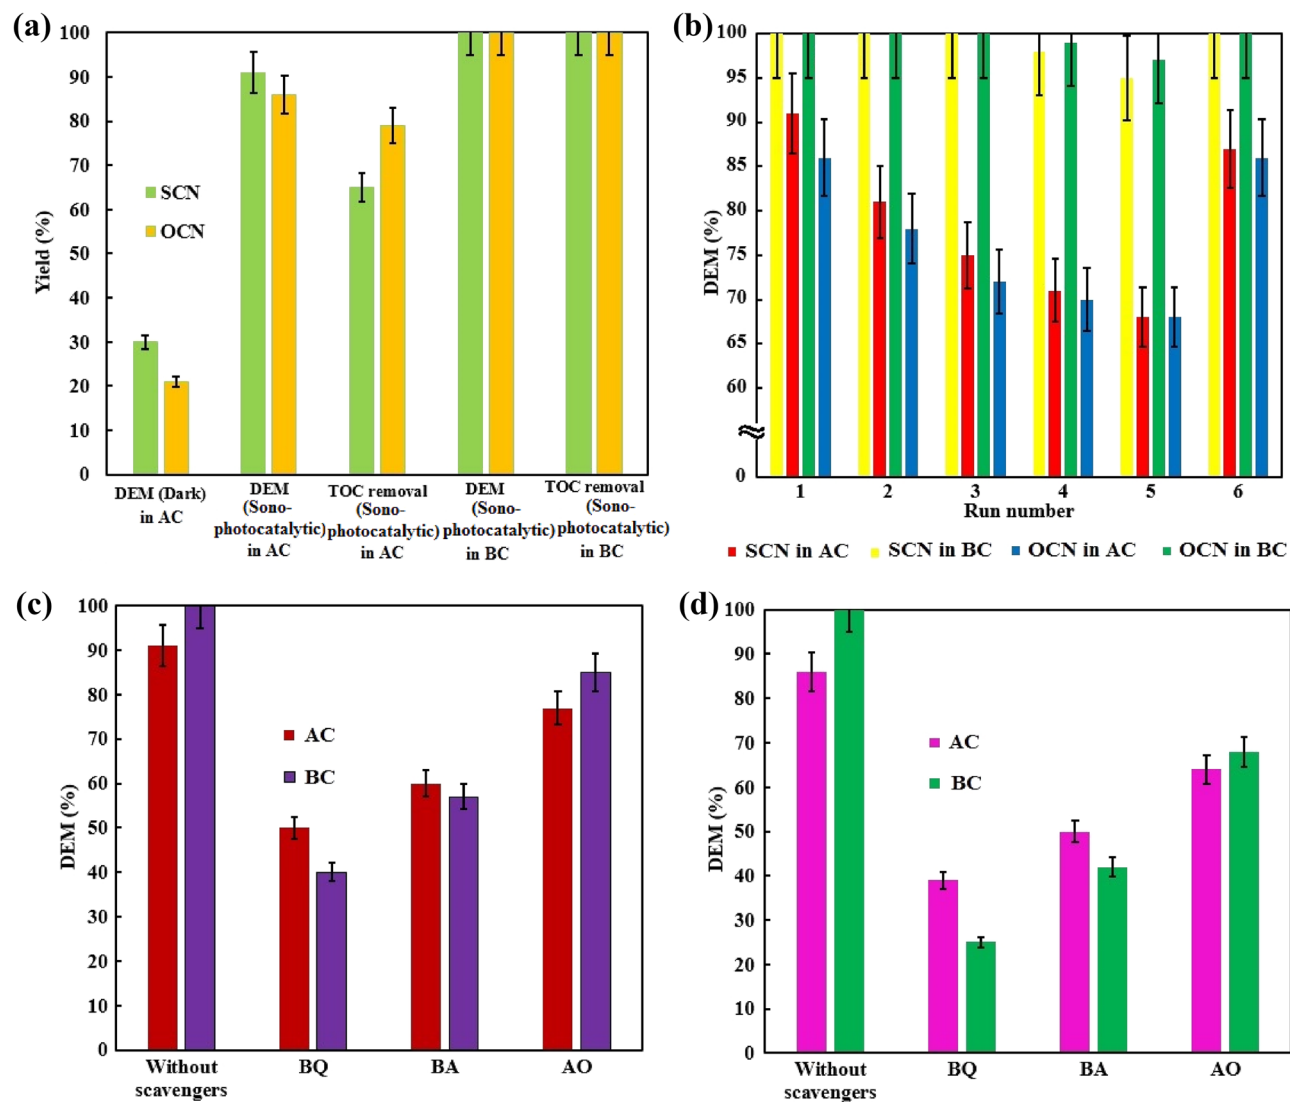 (a)
100
90
80
70
60
50
40
30
20
10
0
Yield (%)
SCN
OCN
DEM (Dark)
in AC
DEM
(Sono-
photocatalytic)
in AC
TOC removal
(Sono-
photocatalytic)
in AC
DEM
(Sono-
photocatalytic)
in BC
TOC removal
(Sono-
photocatalytic)
in BC
(b)
100
95
90
85
80
75
70
65
60
0
DEM (%)
1 2 3 4 5 6
Run number
SCN in AC SCN in BC OCN in AC OCN in BC
(c)
100
90
80
70
60
50
40
30
20
10
0
DEM (%)
AC
BC
Without
scavengers
BQ
BA
AO
(d)
100
90
80
70
60
50
40
30
20
10
0
DEM (%)
AC
BC
Without
scavengers
BQ
BA
AO